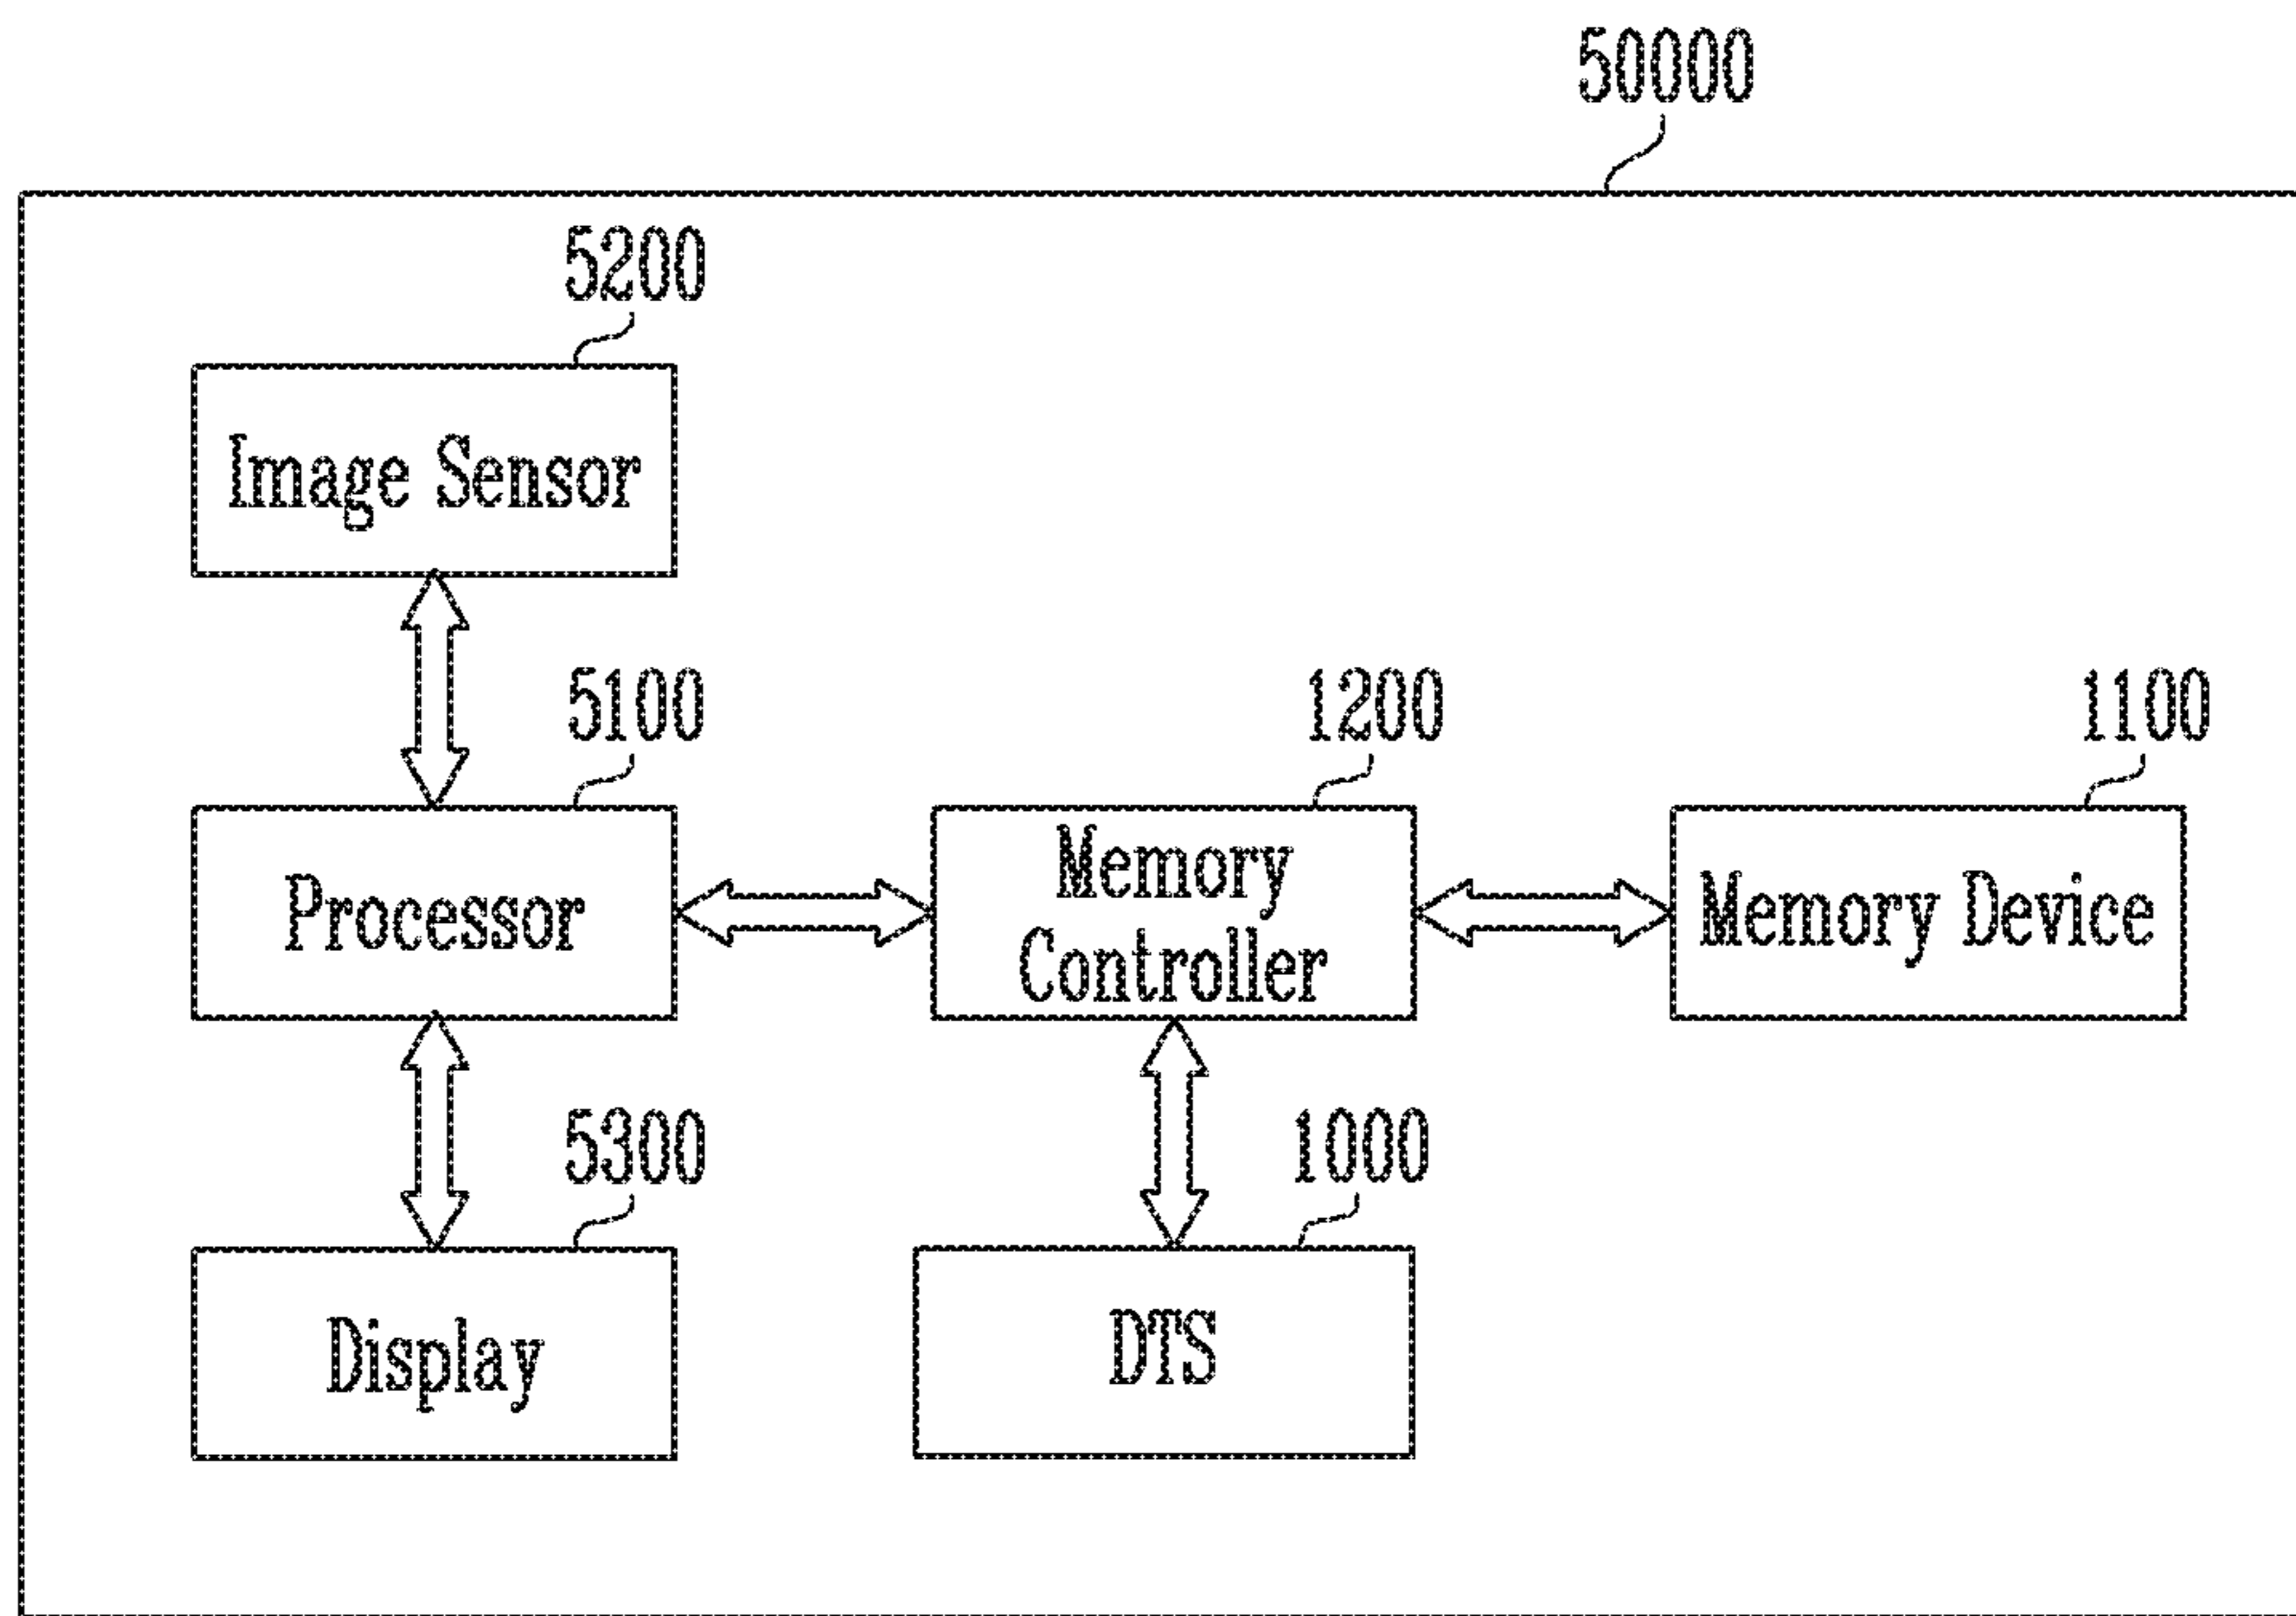 50000
5200
Image Sensor
5100
1200
1100
Processor
Memory
Controller
Memory Device
5300
1000
Display
DTS